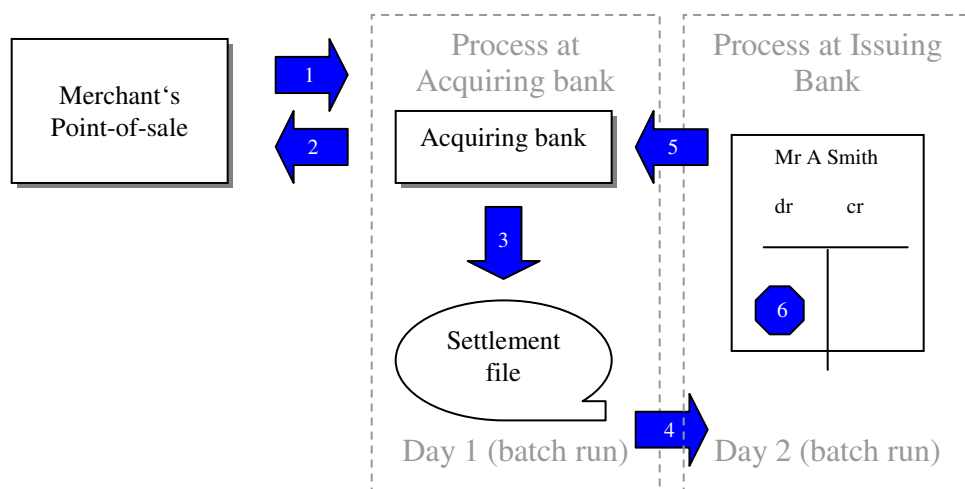 Merchant‘s
Point-of-sale
1
2
Process at
Acquiring bank
Acquiring bank
3
Settlement
file
4
Day 1 (batch run)
Process at Issuing
Bank
5
Mr A Smith
dr cr
6
Day 2 (batch run)